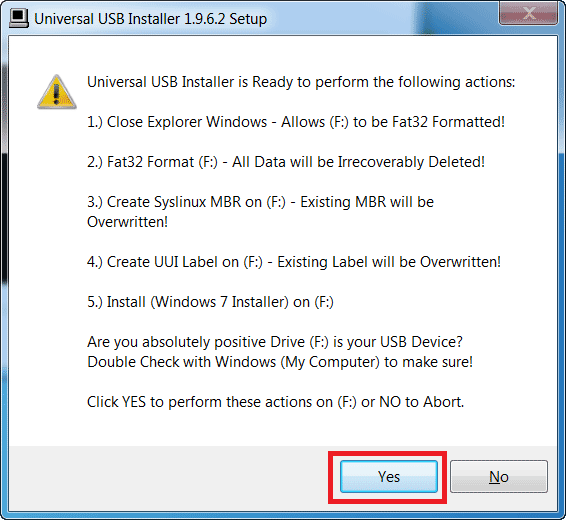 Universal USB Installer 1.9.6.2 Setup
Universal USB Installer is Ready to perform the following actions:
1.) Close Explorer Windows - Allows (F:) to be Fat32 Formatted!
2.) Fat32 Format (F:) - All Data will be Irrecoverably Deleted!
3.) Create Syslinux MBR on (F:) - Existing MBR will be
Overwritten!
4.) Create UUI Label on (F:) - Existing Label will be Overwritten!
5.) Install (Windows 7 Installer) on (F:)
Are you absolutely positive Drive (F:) is your USB Device?
Double Check with Windows (My Computer) to make sure!
Click YES to perform these actions on (F:) or NO to Abort.
Yes
No